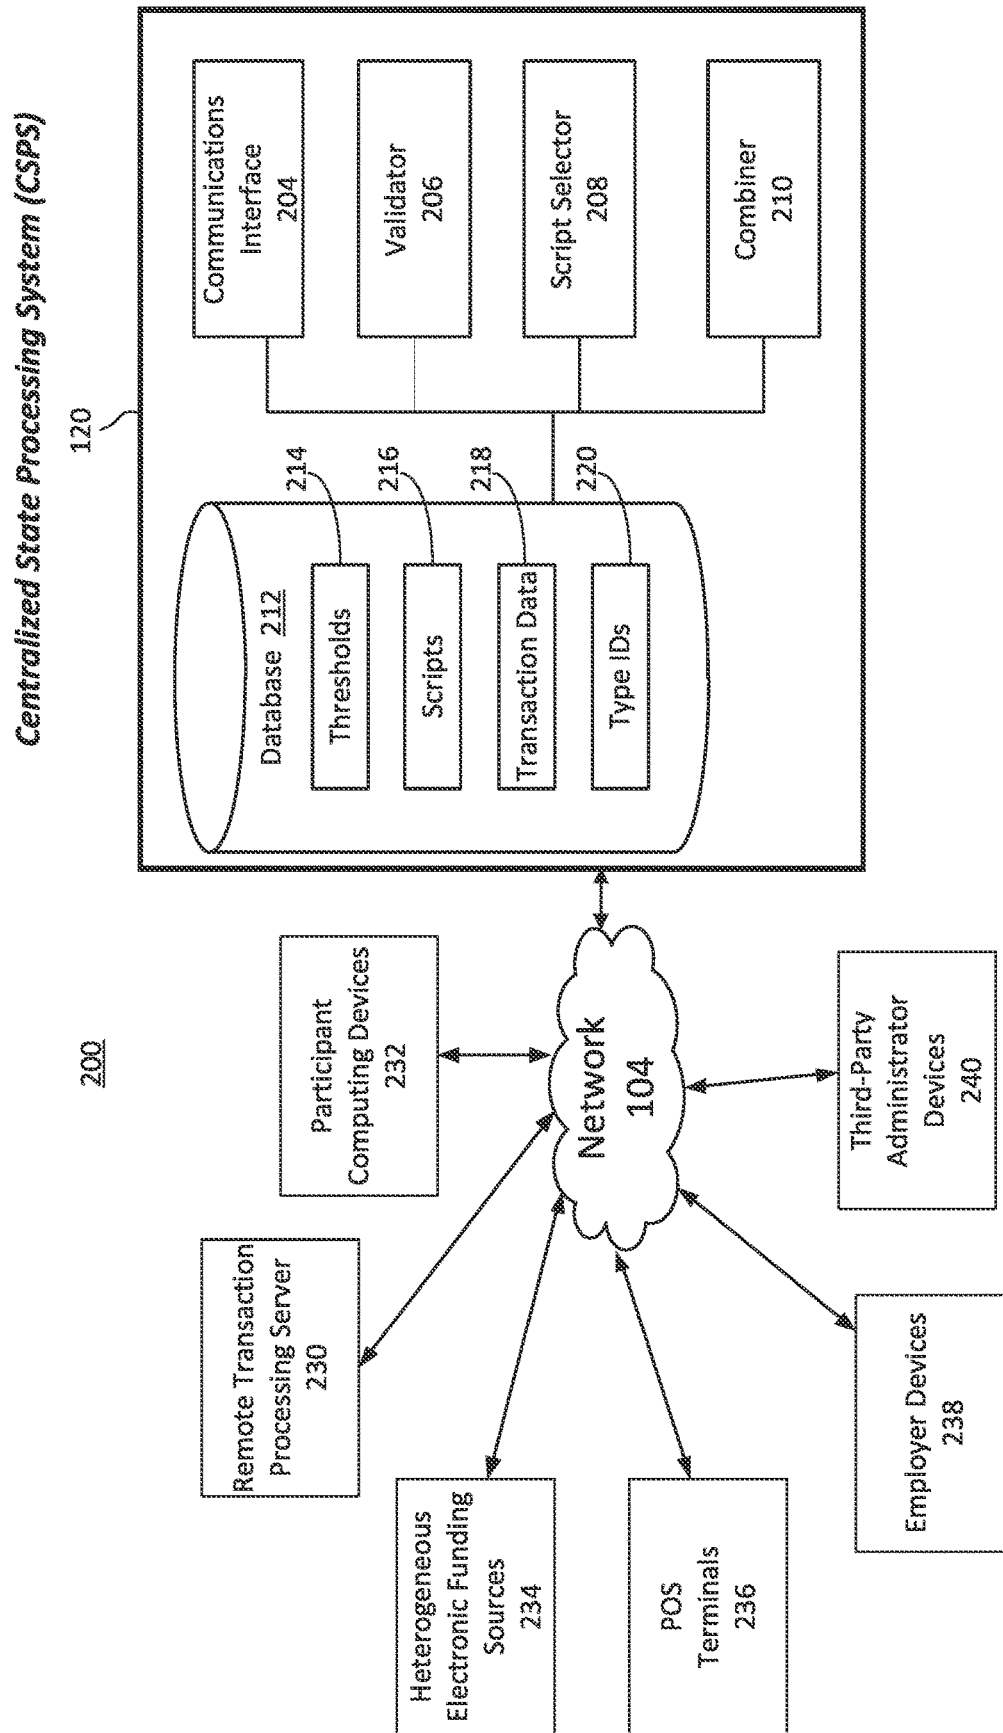 200
Centralized State Processing System (CSPS)
120
Remote Transaction
Processing Server
230
Participant
Computing Devices
232
Heterogeneous
Electronic Funding
Sources
234
POS
Terminals
236
Employer Devices
238
Third-Party
Administrator
Devices
240
Network
104
Database 212
Thresholds
214
Scripts
216
Transaction Data
218
Type IDs
220
Communications
Interface
204
Validator
206
Script Selector
208
Combiner
210